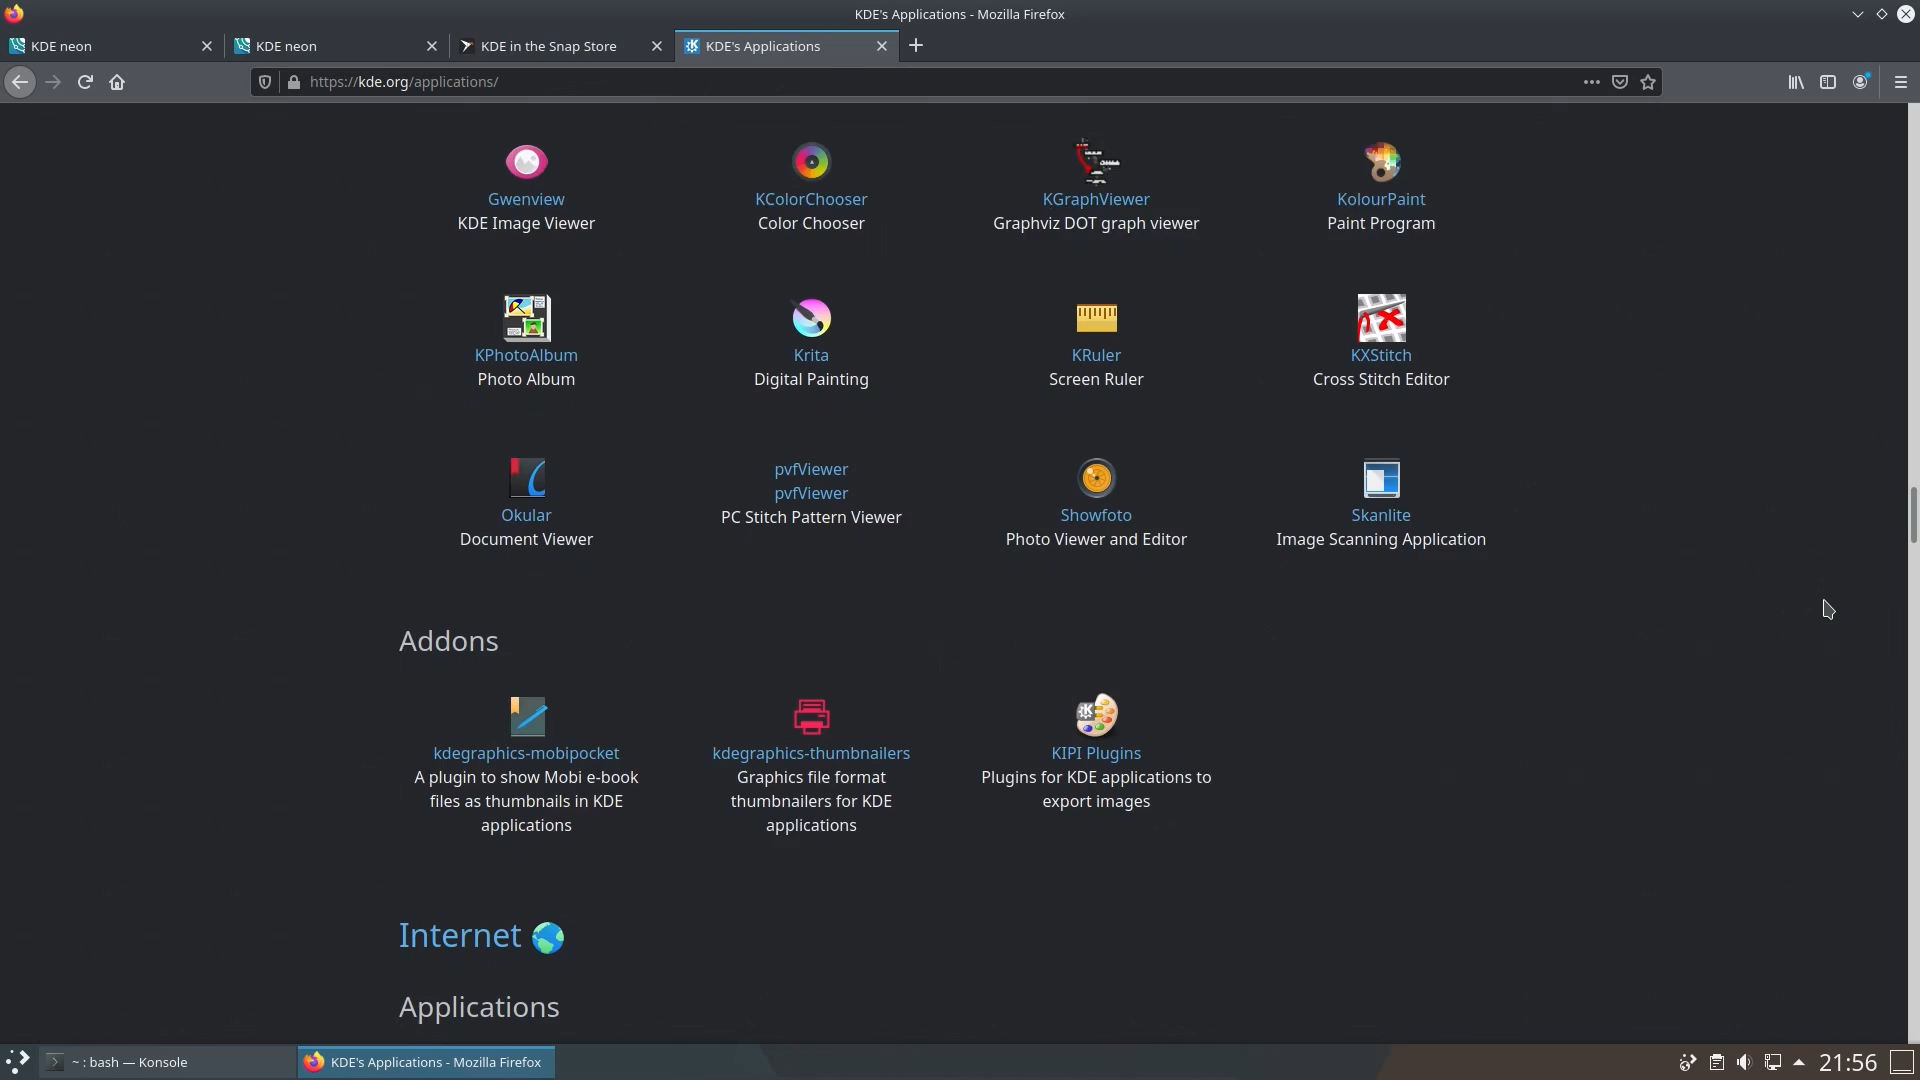 KDE's Applications - Mozilla Firefox
KDE neon
KDE neon
KDE in the Snap Store
KDE's Applications
https://kde.org/applications/
Gwenview
KDE Image Viewer
KColorChooser
Color Chooser
KGraphViewer
Graphviz DOT graph viewer
KolourPaint
Paint Program
KPhotoAlbum
Photo Album
Krita
Digital Painting
KRuler
Screen Ruler
KXStitch
Cross Stitch Editor
Okular
Document Viewer
pvfViewer
pvfViewer
PC Stitch Pattern Viewer
Showfoto
Photo Viewer and Editor
Skanlite
Image Scanning Application
Addons
kdegraphics-mobipocket
A plugin to show Mobi e-book
files as thumbnails in KDE
applications
kdegraphics-thumbnailers
Graphics file format
thumbnailers for KDE
applications
KIPI Plugins
Plugins for KDE applications to
export images
Internet
Applications
~ : bash — Konsole
KDE's Applications - Mozilla Firefox
21:56